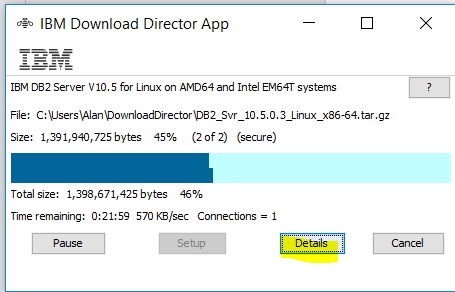 IBM Download Director App
IBM
IBM DB2 Server V10.5 for Linux on AMD64 and Intel EM64T systems ?
File: C:\Users\Alan\DownloadDirector\DB2_Svr_10.5.0.3_Linux_x86-64.tar.gz
Size: 1,391,940,725 bytes 45% (2 of 2) (secure)
Total size: 1,398,671,425 bytes 46%
Time remaining: 0:21:59 570 KB/sec Connections = 1
Pause Setup Details Cancel